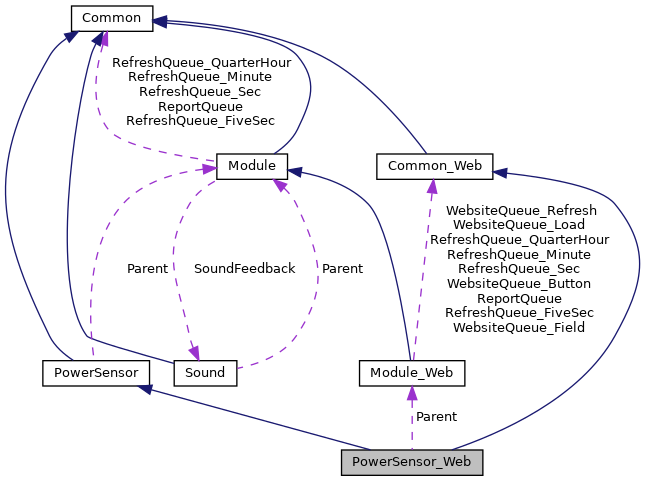 Common
RefreshQueue_QuarterHour
RefreshQueue_Minute
RefreshQueue_Sec
ReportQueue
RefreshQueue_FiveSec
Module
Common_Web
WebsiteQueue_Refresh
WebsiteQueue_Load
RefreshQueue_QuarterHour
RefreshQueue_Minute
RefreshQueue_Sec
WebsiteQueue_Button
ReportQueue
RefreshQueue_FiveSec
WebsiteQueue_Field
Parent
SoundFeedback
Parent
PowerSensor
Sound
Module_Web
Parent
PowerSensor_Web